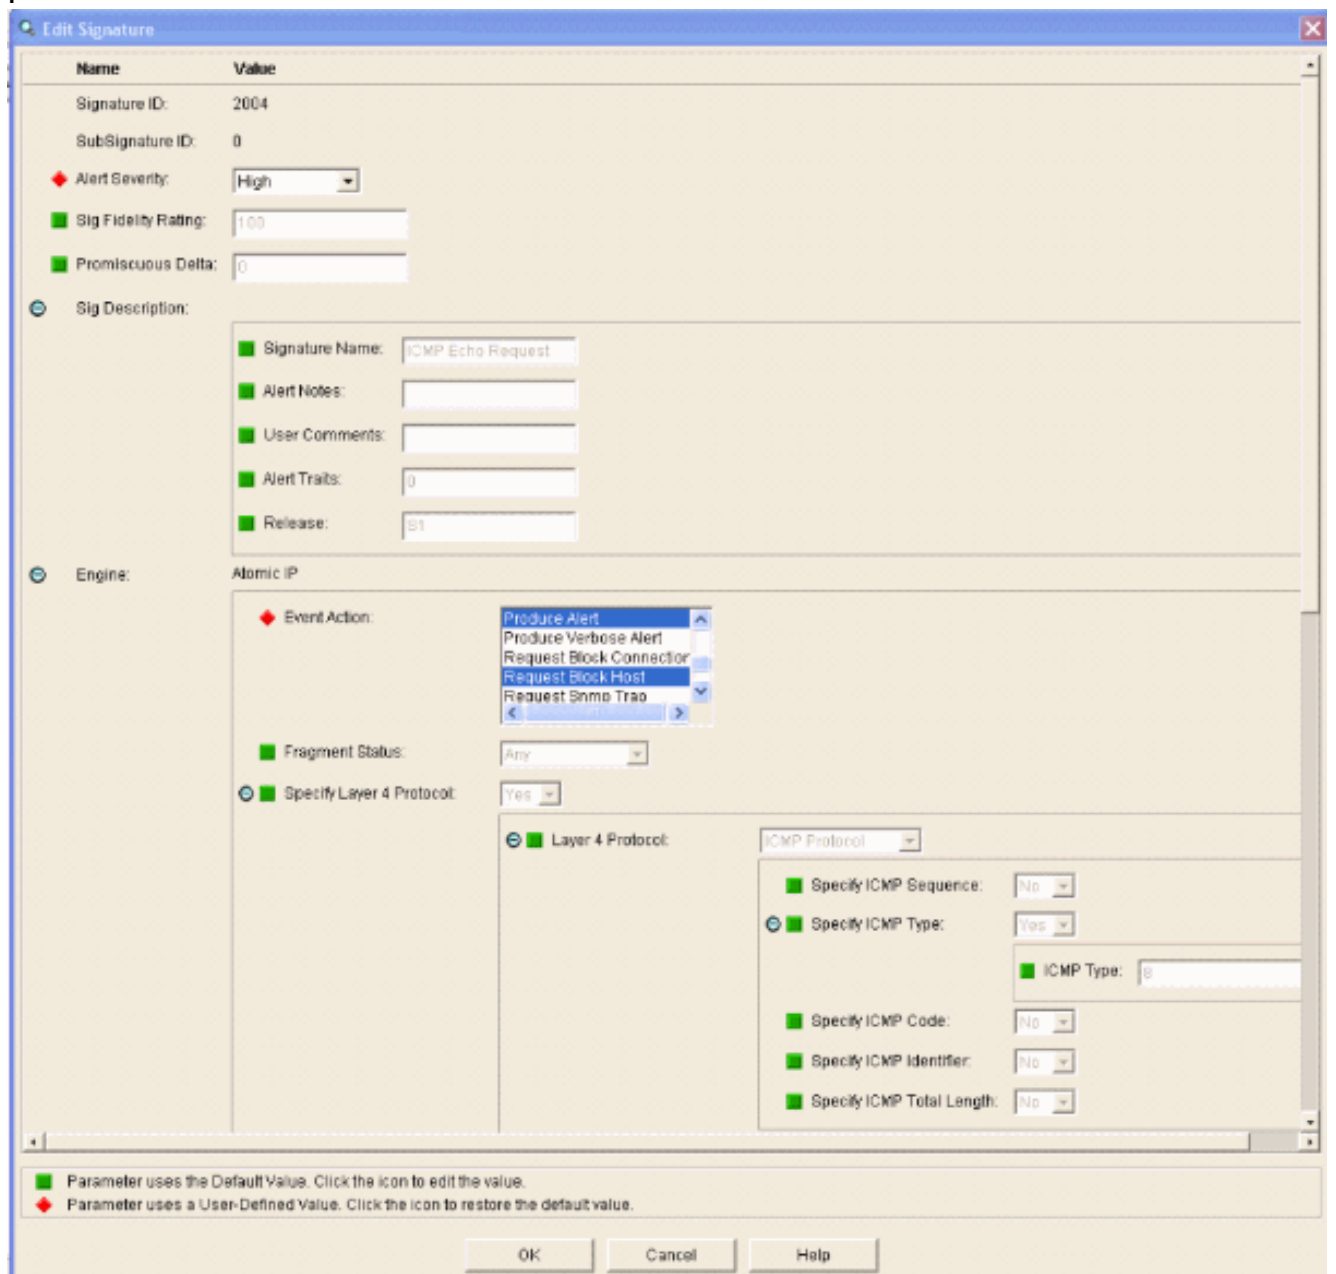 Edit Signature
Name Value
Signature ID: 2004
SubSignature ID: 0
Alert Severity: High
Sig Fidelity Rating: 100
Promiscuous Delta: 0
Sig Description:
Signature Name: ICMP Echo Request
Alert Notes:
User Comments:
Alert Traits: 0
Release: S1
Engine: Atomic IP
Event Action: Produce Alert
Produce Verbose Alert
Request Block Connection
Request Block Host
Request Snmp Trap
Fragment Status: Any
Specify Layer 4 Protocol: Yes
Layer 4 Protocol: ICMP Protocol
Specify ICMP Sequence: No
Specify ICMP Type: Yes
ICMP Type: 8
Specify ICMP Code: No
Specify ICMP Identifier: No
Specify ICMP Total Length: No
Parameter uses the Default Value. Click the icon to edit the value.
Parameter uses a User-Defined Value. Click the icon to restore the default value.
OK Cancel Help